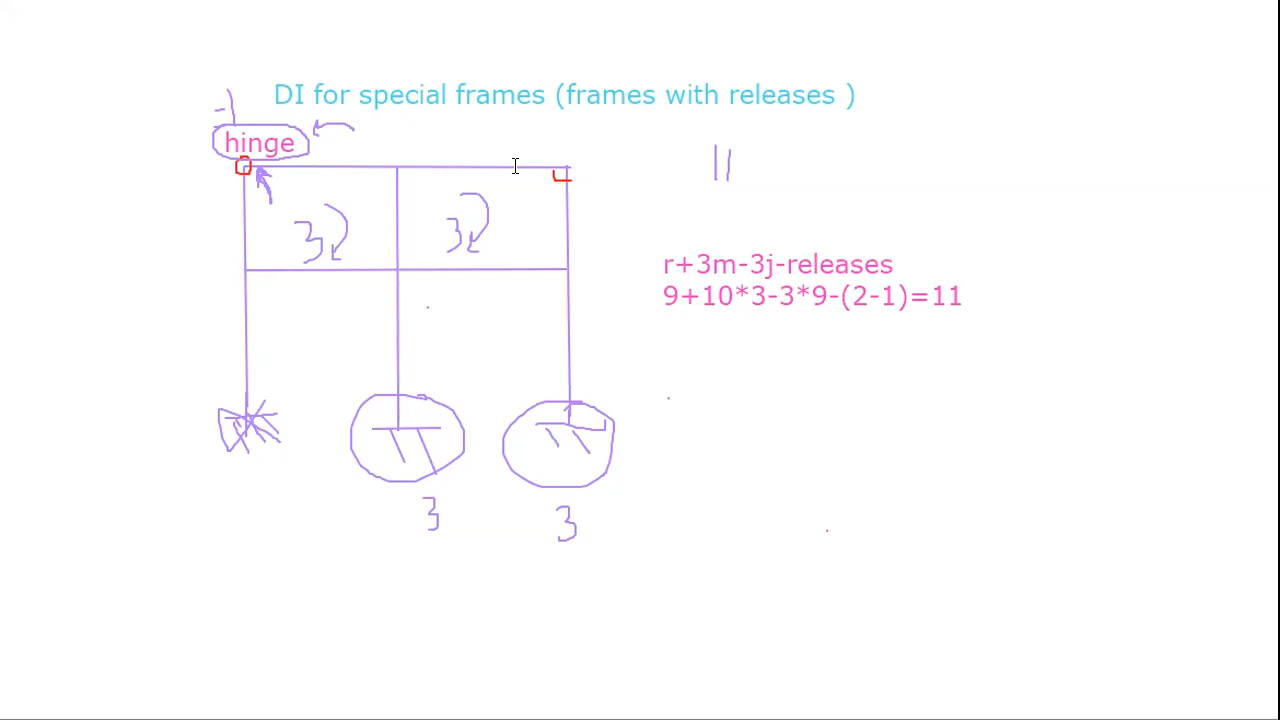 DI for special frames (frames with releases )
-1
hinge
11
3 3
r+3m-3j-releases
9+10*3-3*9-(2-1)=11
3
3